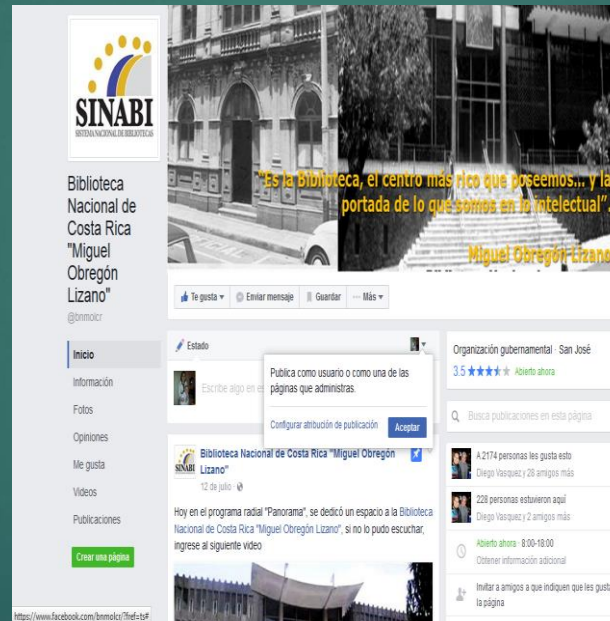 SINABI
SISTEMA NACIONAL DE BIBLIOTECAS
"Es la Biblioteca, el centro más rico que poseemos... y la
portada de lo que somos en lo intelectual".
Miguel Obregón Lizano
Biblioteca
Nacional de
Costa Rica
"Miguel
Obregón
Lizano"
@bnmolcr
Inicio
Información
Fotos
Opiniones
Me gusta
Videos
Publicaciones
Crear una página
Te gusta
Enviar mensaje
Guardar
Más
Estado
Escribe algo en es
Publica como usuario o como una de las
páginas que administras.
Configurar atribución de publicación
Aceptar
SINABI
Biblioteca Nacional de Costa Rica "Miguel Obregón
Lizano"
12 de julio
Hoy en el programa radial "Panorama", se dedicó un espacio a la Biblioteca
Nacional de Costa Rica "Miguel Obregón Lizano", si no lo pudo escuchar,
ingrese al siguiente video
Organización gubernamental · San José
3.5 Abierto ahora
Busca publicaciones en esta página
A 2174 personas les gusta esto
Diego Vasquez y 28 amigos más
228 personas estuvieron aquí
Diego Vasquez y 2 amigos más
Abierto ahora · 8:00-18:00
Obtener información adicional
Invitar a amigos a que indiquen que les gusta
la página
https://www.facebook.com/bnmolcr/?fref=ts#